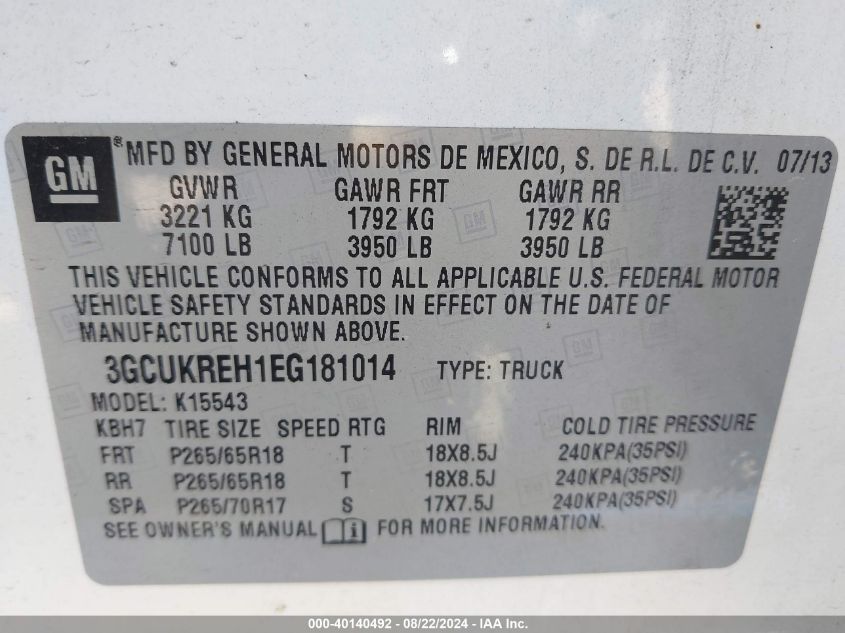 GM ® MFD BY GENERAL MOTORS DE MEXICO, S. DE R.L. DE C.V. 07/13
GVWR GAWR FRT GAWR RR
3221 KG 1792 KG 1792 KG
7100 LB 3950 LB 3950 LB
THIS VEHICLE CONFORMS TO ALL APPLICABLE U.S. FEDERAL MOTOR
VEHICLE SAFETY STANDARDS IN EFFECT ON THE DATE OF
MANUFACTURE SHOWN ABOVE.
3GCUKREH1EG181014 TYPE: TRUCK
MODEL: K15543
KBH7 TIRE SIZE SPEED RTG RIM COLD TIRE PRESSURE
FRT P265/65R18 T 18X8.5J 240KPA(35PSI)
RR P265/65R18 T 18X8.5J 240KPA(35PSI)
SPA P265/70R17 S 17X7.5J 240KPA(35PSI)
SEE OWNER'S MANUAL i FOR MORE INFORMATION.
000-40140492 - 08/22/2024 - IAA Inc.